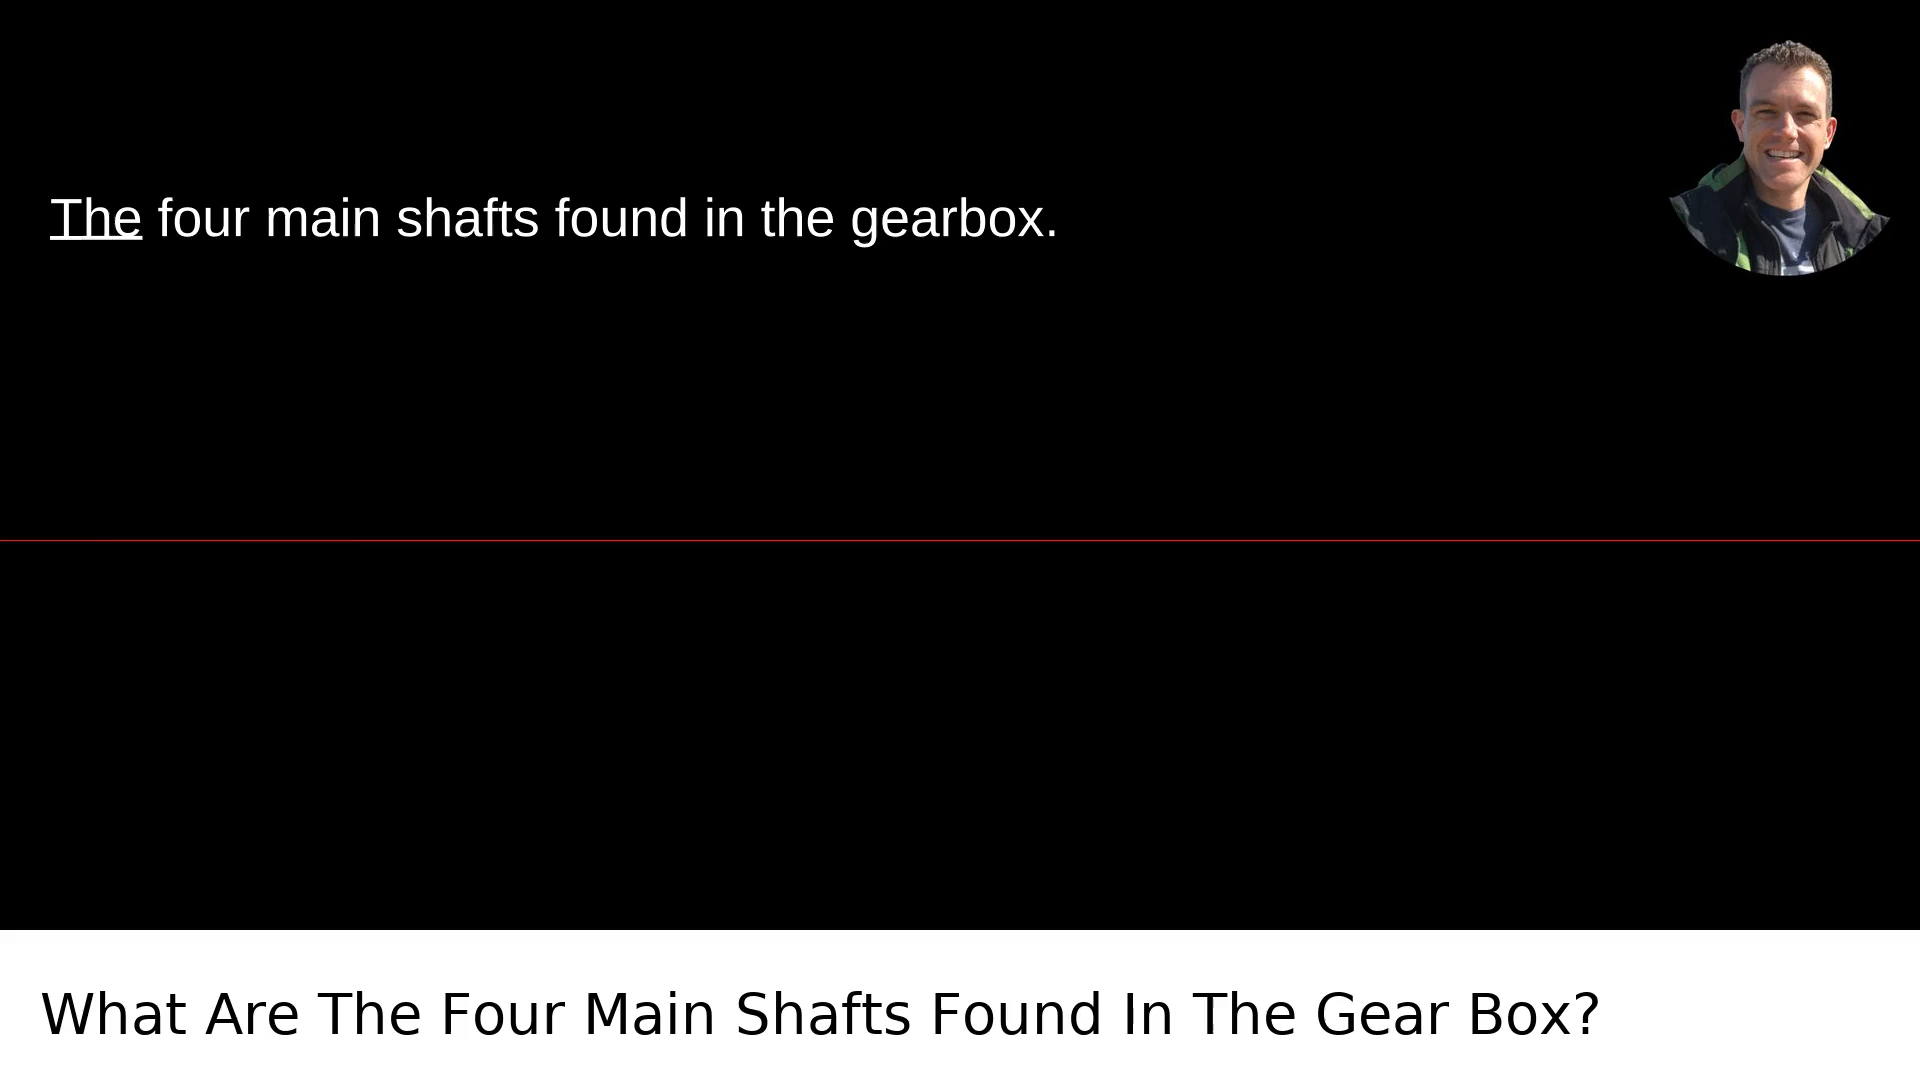 The four main shafts found in the gearbox.
What Are The Four Main Shafts Found In The Gear Box?